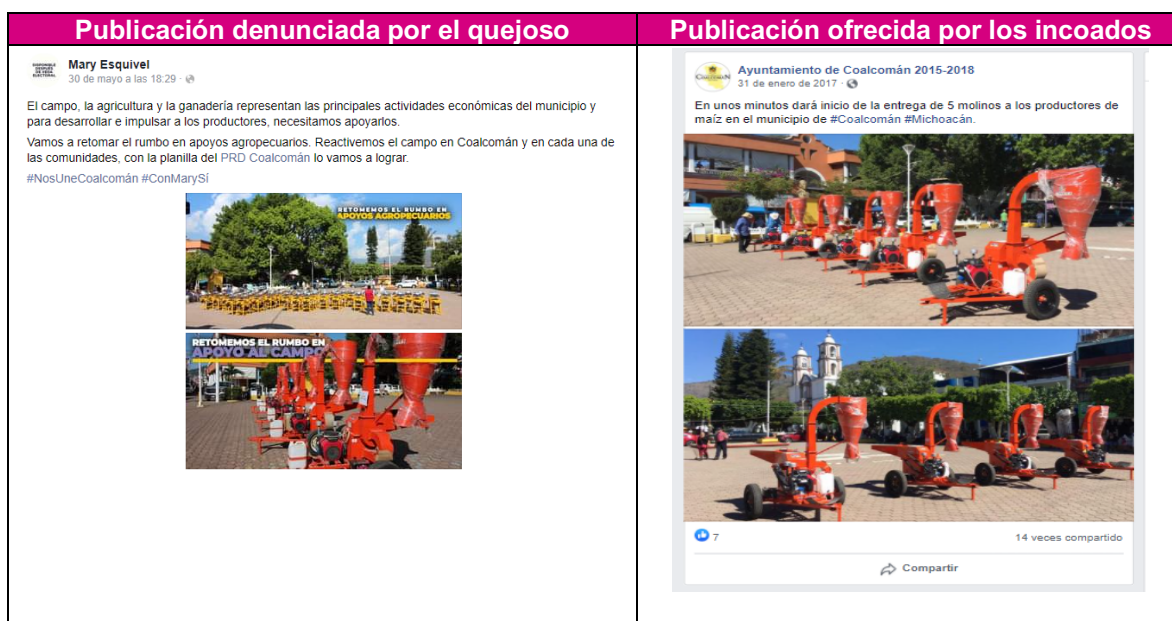 Publicación denunciada por el quejoso
Mary Esquivel
30 de mayo a las 18:29 ·
El campo, la agricultura y la ganadería representan las principales actividades económicas del municipio y
para desarrollar e impulsar a los productores, necesitamos apoyarlos.
Vamos a retomar el rumbo en apoyos agropecuarios. Reactivemos el campo en Coalcomán y en cada una de
las comunidades, con la planilla del PRD Coalcomán lo vamos a lograr.
#NosUneCoalcomán #ConMarySí
RETOMEMOS EL RUMBO EN
APOYOS AGROPECUARIOS
RETOMEMOS EL RUMBO EN
APOYO AL CAMPO
Publicación ofrecida por los incoados
Ayuntamiento de Coalcomán 2015-2018
31 de enero de 2017 ·
En unos minutos dará inicio de la entrega de 5 molinos a los productores de
maíz en el municipio de #Coalcomán #Michoacán.
7
14 veces compartido
Compartir